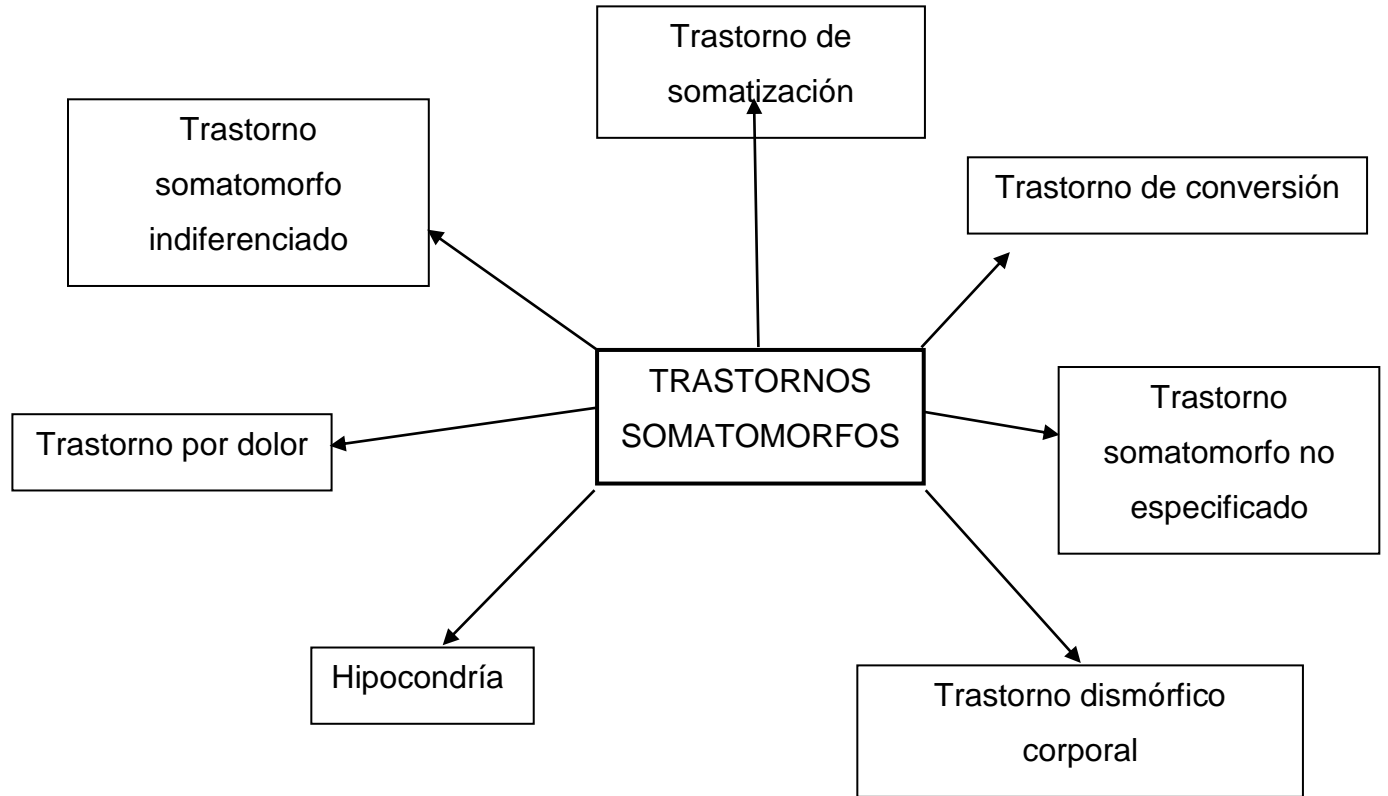 Trastorno de
somatización
Trastorno
somatomorfo
indiferenciado
Trastorno de conversión
TRASTORNOS
SOMATOMORFOS
Trastorno
somatomorfo no
especificado
Trastorno por dolor
Hipocondría
Trastorno dismórfico
corporal